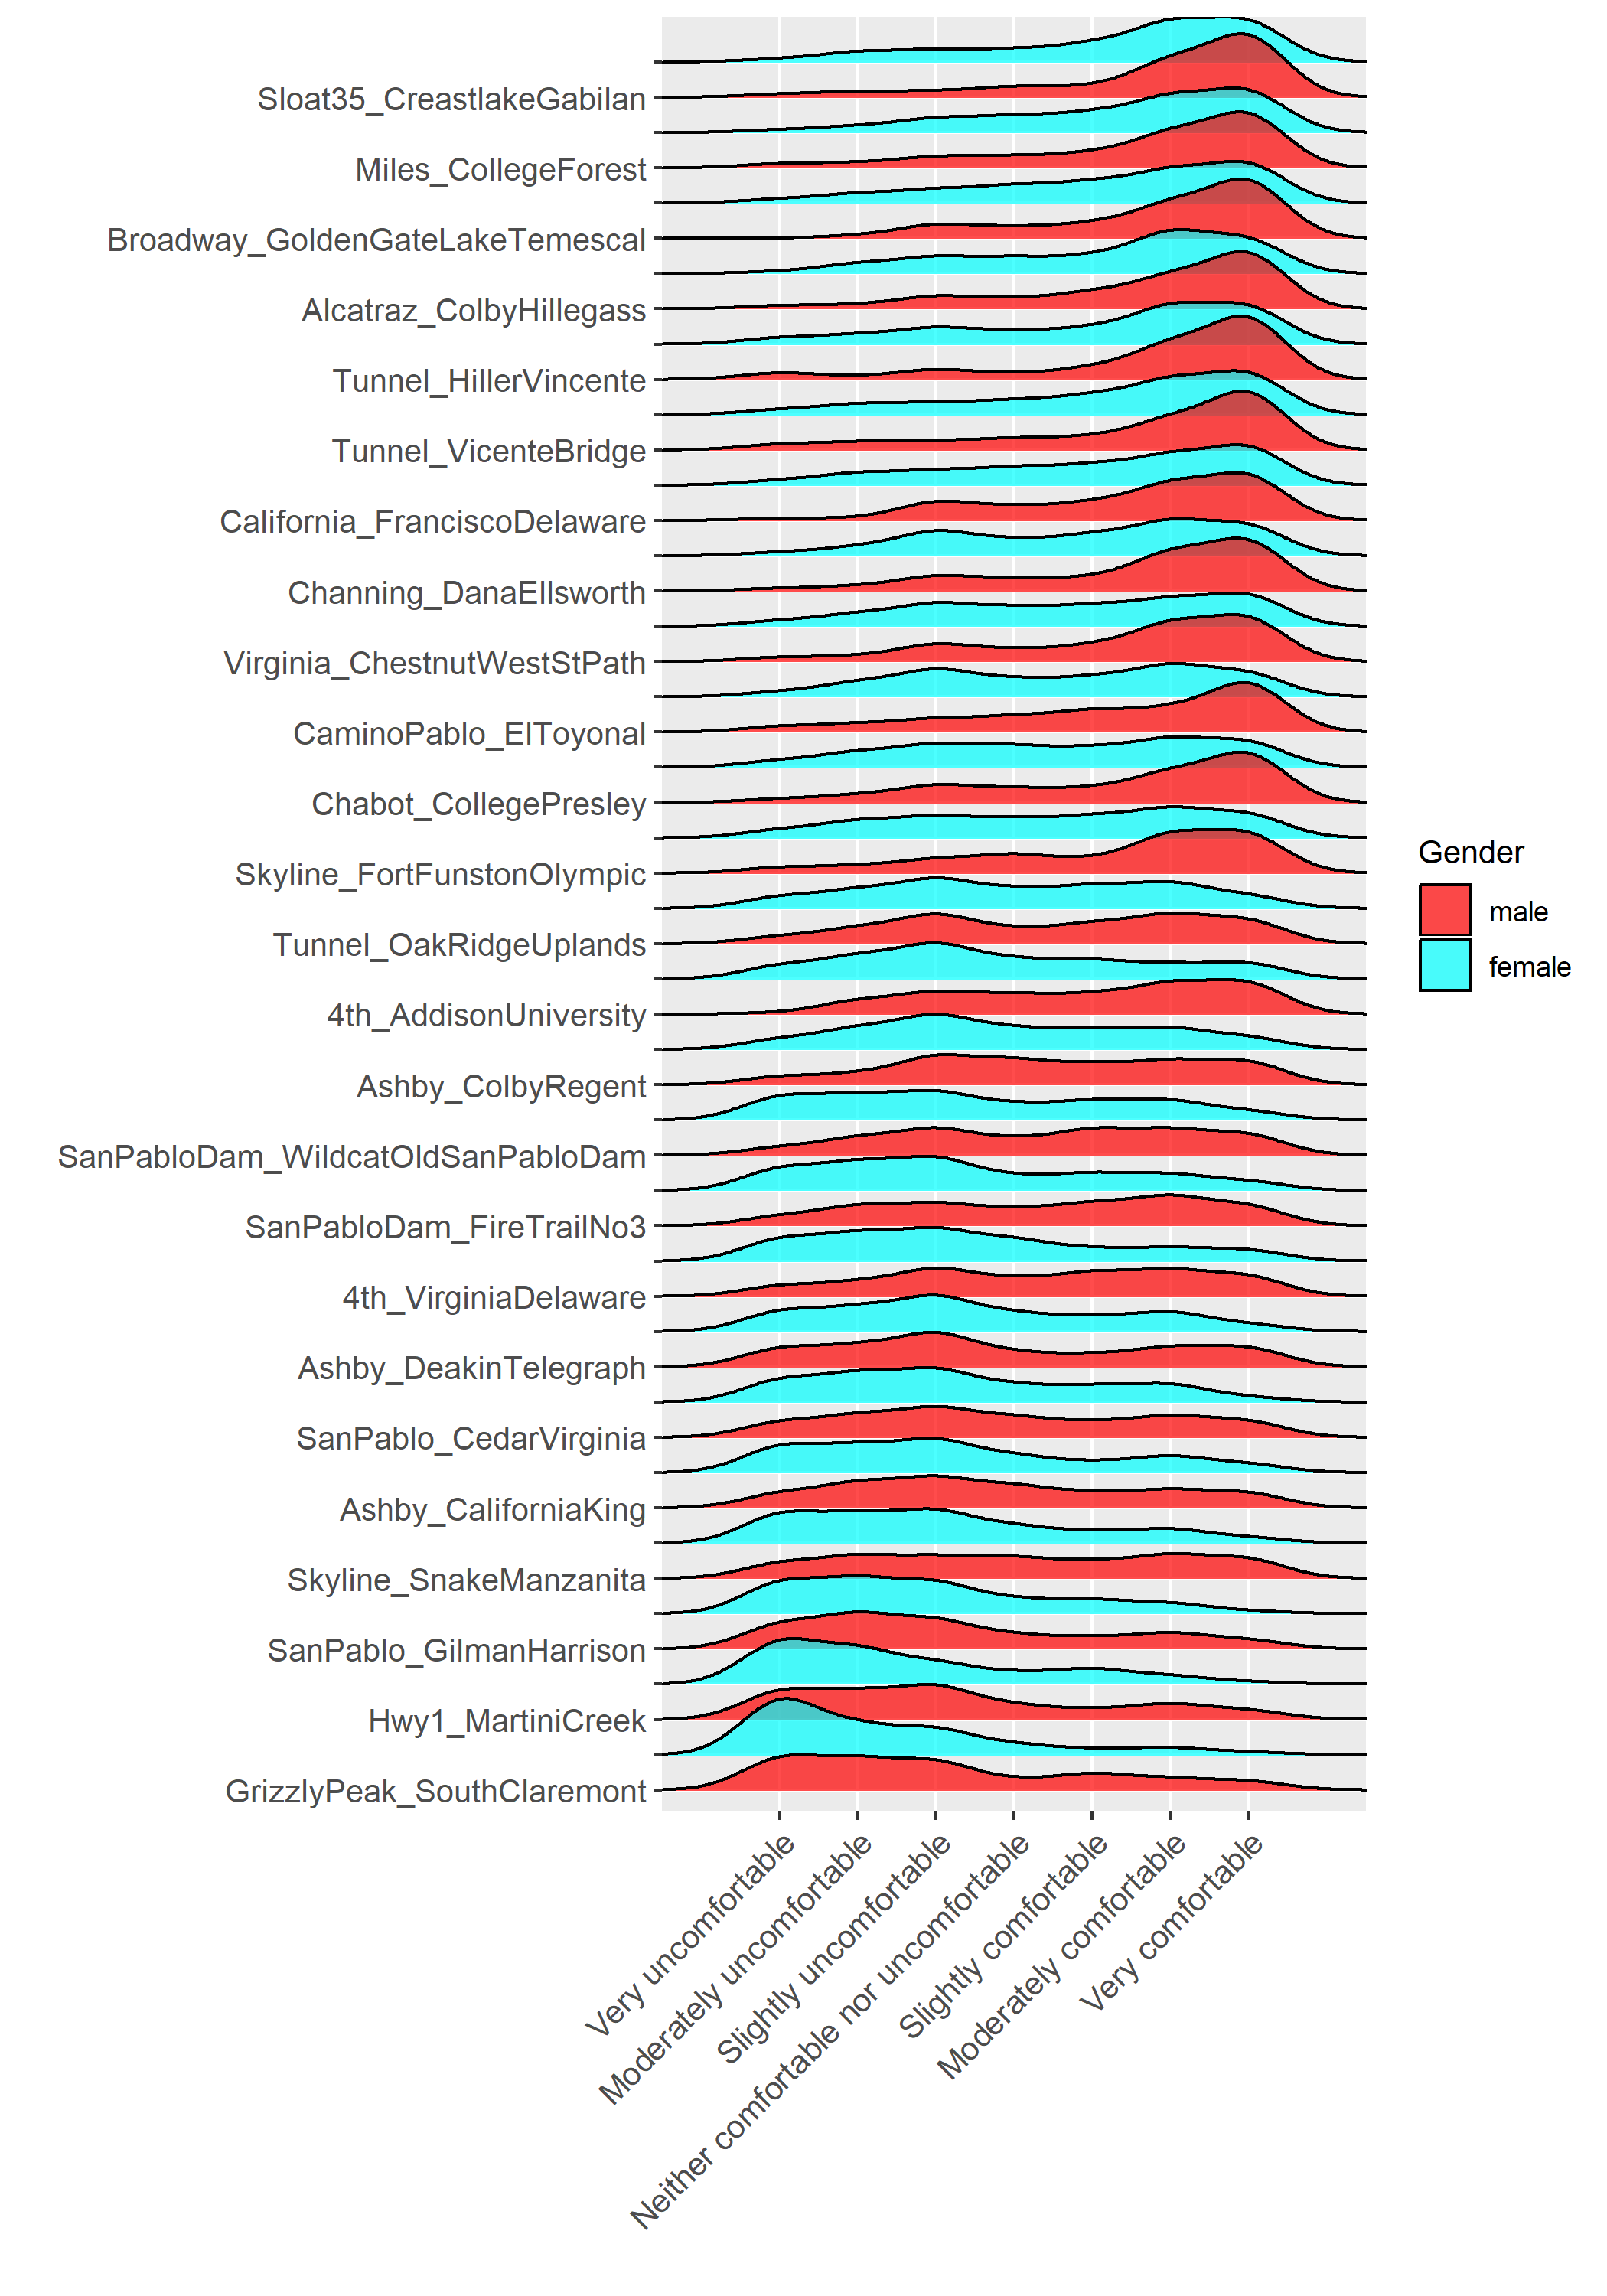 Sloat35_CreastlakeGabilan
Miles_CollegeForest
Broadway_GoldenGateLakeTemescal
Alcatraz_ColbyHillegass
Tunnel_HillerVincente
Tunnel_VicenteBridge
California_FranciscoDelaware
Channing_DanaEllsworth
Virginia_ChestnutWestStPath
CaminoPablo_ElToyonal
Chabot_CollegePresley
Skyline_FortFunstonOlympic
Tunnel_OakRidgeUplands
4th_AddisonUniversity
Ashby_ColbyRegent
SanPabloDam_WildcatOldSanPabloDam
SanPabloDam_FireTrailNo3
4th_VirginiaDelaware
Ashby_DeakinTelegraph
SanPablo_CedarVirginia
Ashby_CaliforniaKing
Skyline_SnakeManzanita
SanPablo_GilmanHarrison
Hwy1_MartiniCreek
GrizzlyPeak_SouthClaremont
Very uncomfortable
Moderately uncomfortable
Slightly uncomfortable
Neither comfortable nor uncomfortable
Slightly comfortable
Moderately comfortable
Very comfortable
Gender
male
female